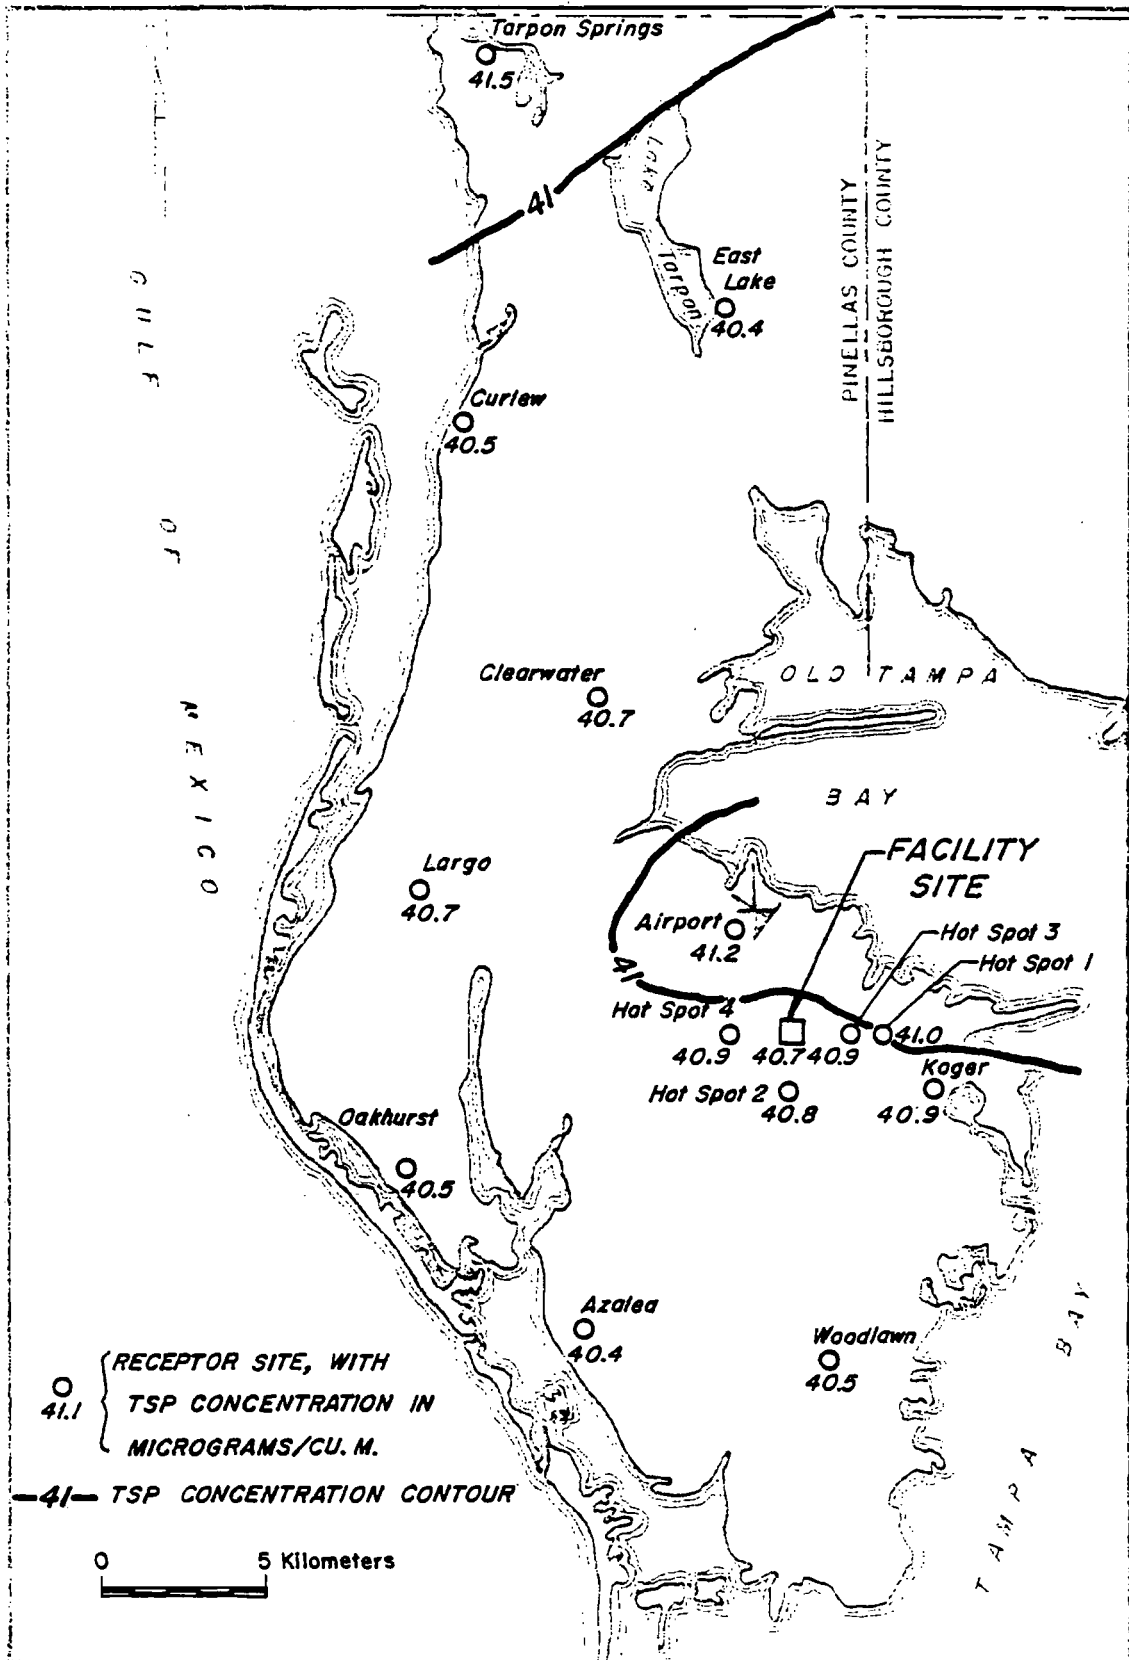 Tarpon Springs
41.5
41
Lake
Tarpon
East
Lake
40.4
PINELLAS COUNTY
HILLSBOROUGH COUNTY
GULF
OF
MEXICO
Curlew
40.5
Clearwater
40.7
OLD TAMPA
BAY
Largo
40.7
FACILITY
SITE
Airport
41.2
Hot Spot 3
Hot Spot 1
41
Hot Spot 4
40.9
40.7
40.9
41.0
Koger
40.9
Hot Spot 2
40.8
Oakhurst
40.5
Azalea
40.4
Woodlawn
40.5
TAMPA BAY
41.1
RECEPTOR SITE, WITH
TSP CONCENTRATION IN
MICROGRAMS/CU. M.
41 TSP CONCENTRATION CONTOUR
0 5 Kilometers